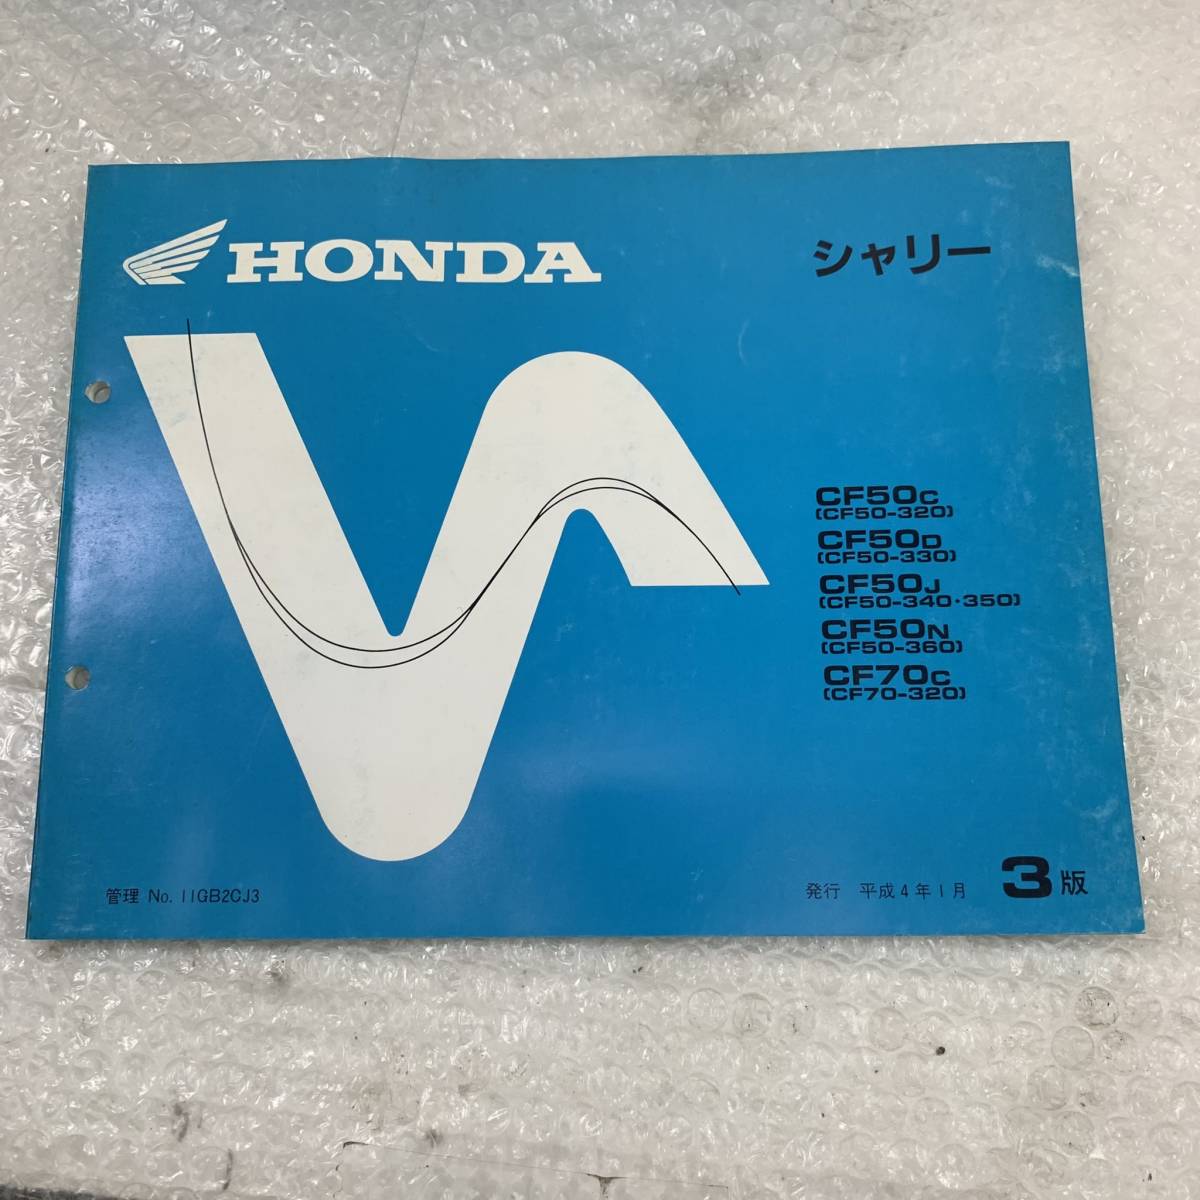 HONDA
シャリー
CF50C
(CF50-320)
CF50D
(CF50-330)
CF50J
(CF50-340･350)
CF50N
(CF50-360)
CF70C
(CF70-320)
管理 No. 11GB2CJ3
発行 平成4年1月 3版